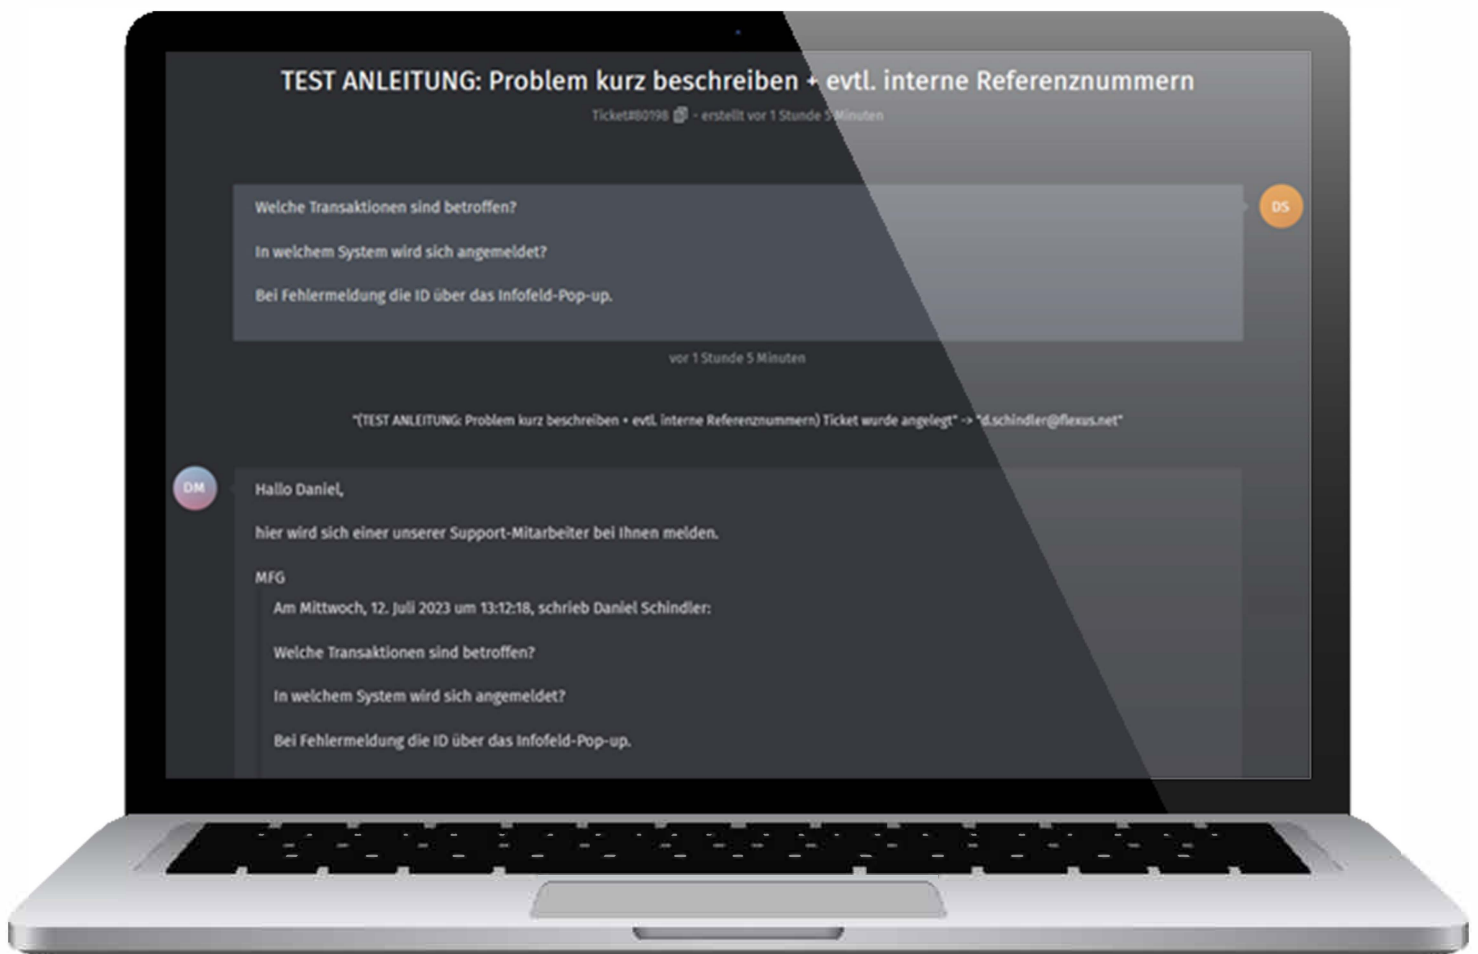 TEST ANLEITUNG: Problem kurz beschreiben + evtl. interne Referenznummern
Ticket#80198 - erstellt vor 1 Stunde 5 Minuten
Welche Transaktionen sind betroffen?
DS
In welchem System wird sich angemeldet?
Bei Fehlermeldung die ID über das Infofeld-Pop-up.
vor 1 Stunde 5 Minuten
"(TEST ANLEITUNG: Problem kurz beschreiben + evtl. interne Referenznummern) Ticket wurde angelegt" -> "d.schindler@flexus.net"
DM
Hallo Daniel,
hier wird sich einer unserer Support-Mitarbeiter bei Ihnen melden.
MFG
Am Mittwoch, 12. Juli 2023 um 13:12:18, schrieb Daniel Schindler:
Welche Transaktionen sind betroffen?
In welchem System wird sich angemeldet?
Bei Fehlermeldung die ID über das Infofeld-Pop-up.